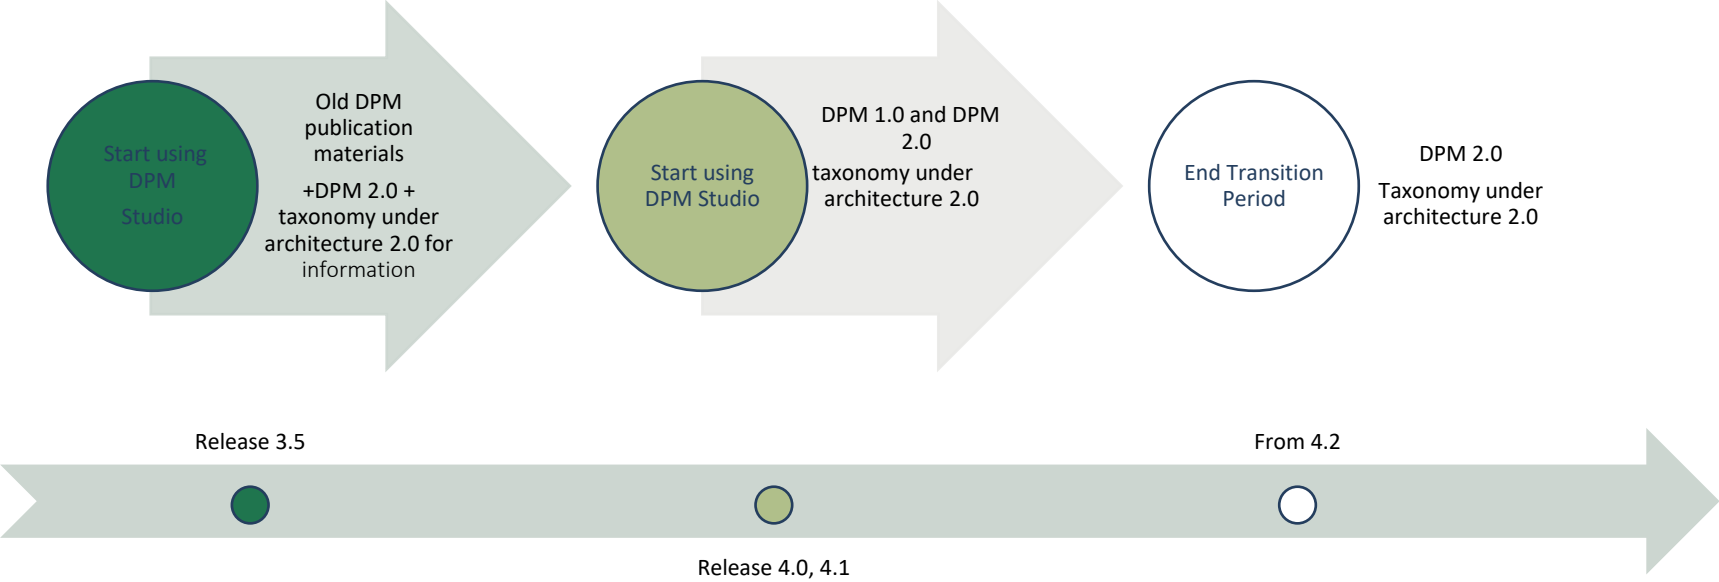 Start using
DPM
Studio
Old DPM
publication
materials
+DPM 2.0 +
taxonomy under
architecture 2.0 for
information
Start using
DPM Studio
DPM 1.0 and DPM
2.0
taxonomy under
architecture 2.0
End Transition
Period
DPM 2.0
Taxonomy under
architecture 2.0
Release 3.5
From 4.2
Release 4.0, 4.1